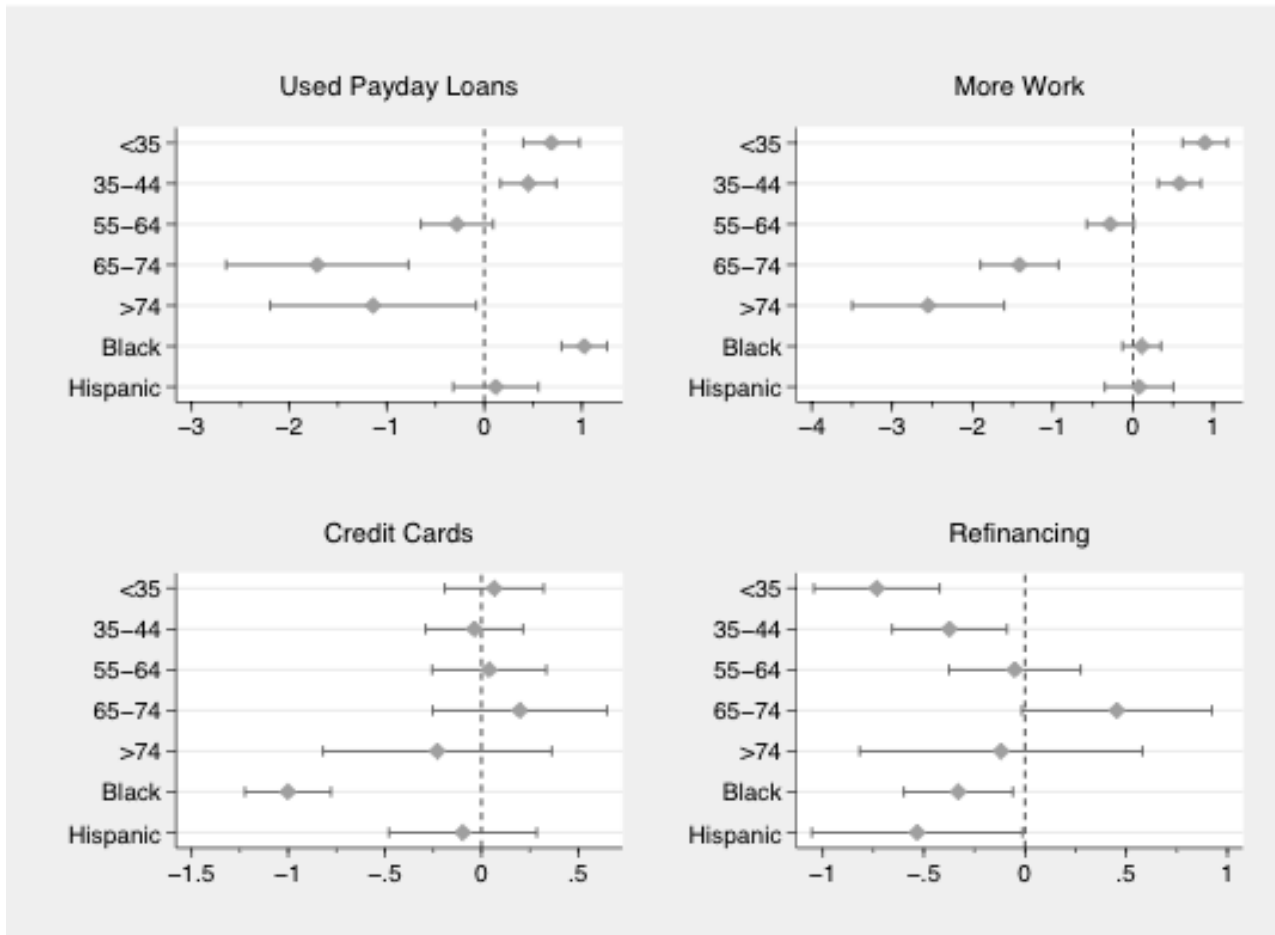 Used Payday Loans
<35
35–44
55–64
65–74
>74
Black
Hispanic
−3 −2 −1 0 1
More Work
<35
35–44
55–64
65–74
>74
Black
Hispanic
−4 −3 −2 −1 0 1
Credit Cards
<35
35–44
55–64
65–74
>74
Black
Hispanic
−1.5 −1 −.5 0 .5
Refinancing
<35
35–44
55–64
65–74
>74
Black
Hispanic
−1 −.5 0 .5 1